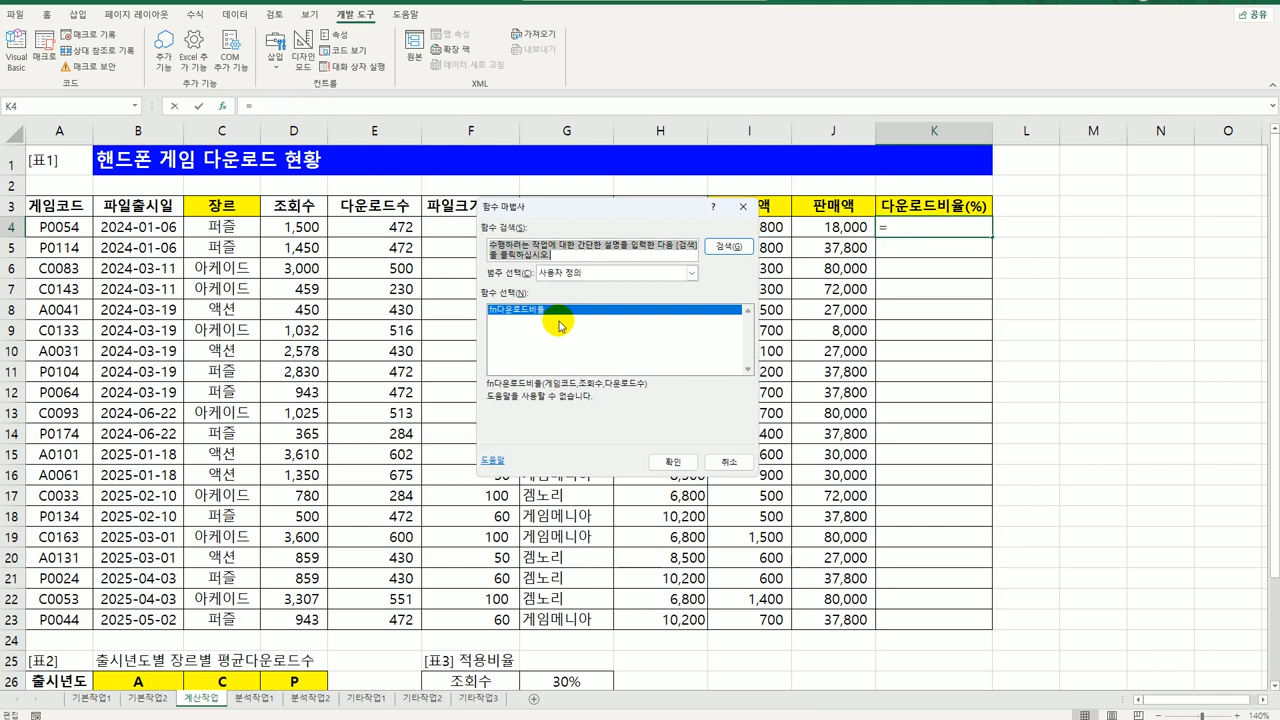 파일 홈 삽입 페이지 레이아웃 수식 데이터 검토 보기 개발 도구 도움말 공유
Visual Basic 매크로 매크로 기록 상대 참조로 기록 매크로 보안 추가 기능 Excel 추가 기능 COM 추가 기능 삽입 디자인 모드 속성 코드 보기 대화 상자 실행 원본 맵 속성 확장 팩 데이터 새로 고침 가져오기 내보내기
코드 추가 기능 컨트롤 XML
K4 fx =
A B C D E F G H I J K L M N O
1 [표1] 핸드폰 게임 다운로드 현황
2
3 게임코드 파일출시일 장르 조회수 다운로드수 판매액 다운로드비율(%)
4 P0054 2024-01-06 퍼즐 1,500 472 800 18,000 =
5 P0114 2024-01-06 퍼즐 1,450 472 800 37,800
6 C0083 2024-03-11 아케이드 3,000 500 300 80,000
7 C0143 2024-03-11 아케이드 459 230 300 72,000
8 A0041 2024-03-19 액션 450 430 500 27,000
9 C0133 2024-03-19 아케이드 1,032 516 700 8,000
10 A0031 2024-03-19 액션 2,578 430 100 27,000
11 P0104 2024-03-19 퍼즐 2,830 472 200 37,800
12 P0064 2024-03-19 퍼즐 943 472 700 37,800
13 C0093 2024-06-22 아케이드 1,025 513 700 80,000
14 P0174 2024-06-22 퍼즐 365 284 400 37,800
15 A0101 2024-01-18 액션 3,610 602 600 30,000
16 A0061 2025-01-18 액션 1,350 675 900 30,000
17 C0033 2025-02-10 아케이드 780 284 100 겜노리 6,800 500 72,000
18 P0134 2025-02-10 퍼즐 500 472 60 게임메니아 10,200 500 37,800
19 C0163 2025-03-01 아케이드 3,600 600 100 게임메니아 6,800 1,500 80,000
20 A0131 2025-03-01 액션 859 430 50 겜노리 8,500 600 27,000
21 P0024 2025-04-03 퍼즐 859 430 60 겜노리 10,200 600 37,800
22 C0053 2025-04-03 아케이드 3,307 551 100 겜노리 6,800 1,400 80,000
23 P0044 2025-05-02 퍼즐 943 472 60 게임메니아 10,200 700 37,800
24
25 [표2] 출시년도별 장르별 평균다운로드수 [표3] 적용비율
26 출시년도 A C P 조회수 30%
함수 마법사 ?
함수 검색(S):
수행하려는 작업에 대한 간단한 설명을 입력한 다음 [검색]
을 클릭하십시오. 검색(G)
범주 선택(C): 사용자 정의
함수 선택(N):
fn다운로드비율
fn다운로드비율(게임코드,조회수,다운로드수)
도움말을 사용할 수 없습니다.
도움말 확인 취소
기본작업1 기본작업2 계산작업 분석작업1 분석작업2 기타작업1 기타작업2 기타작업3
편집 140%